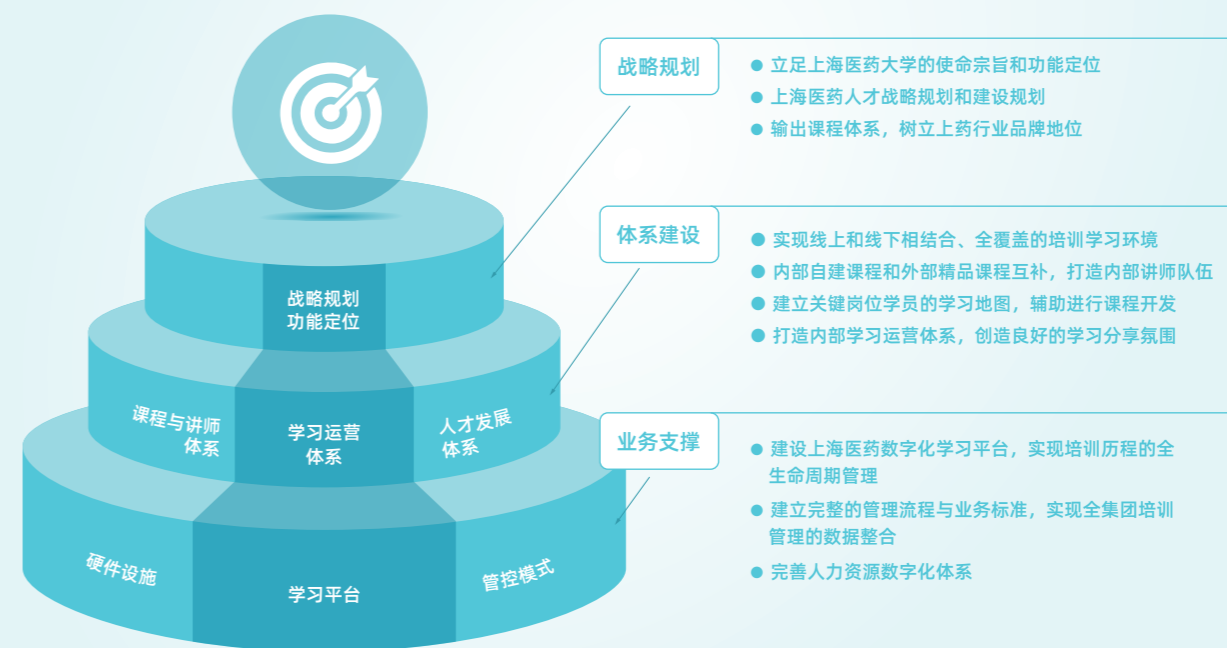 战略规划
功能定位
课程与讲师
体系
学习运营
体系
人才发展
体系
硬件设施
学习平台
管控模式
战略规划
● 立足上海医药大学的使命宗旨和功能定位
● 上海医药人才战略规划和建设规划
● 输出课程体系，树立上药行业品牌地位
体系建设
● 实现线上和线下相结合、全覆盖的培训学习环境
● 内部自建课程和外部精品课程互补，打造内部讲师队伍
● 建立关键岗位学员的学习地图，辅助进行课程开发
● 打造内部学习运营体系，创造良好的学习分享氛围
业务支撑
● 建设上海医药数字化学习平台，实现培训历程的全
生命周期管理
● 建立完整的管理流程与业务标准，实现全集团培训
管理的数据整合
● 完善人力资源数字化体系